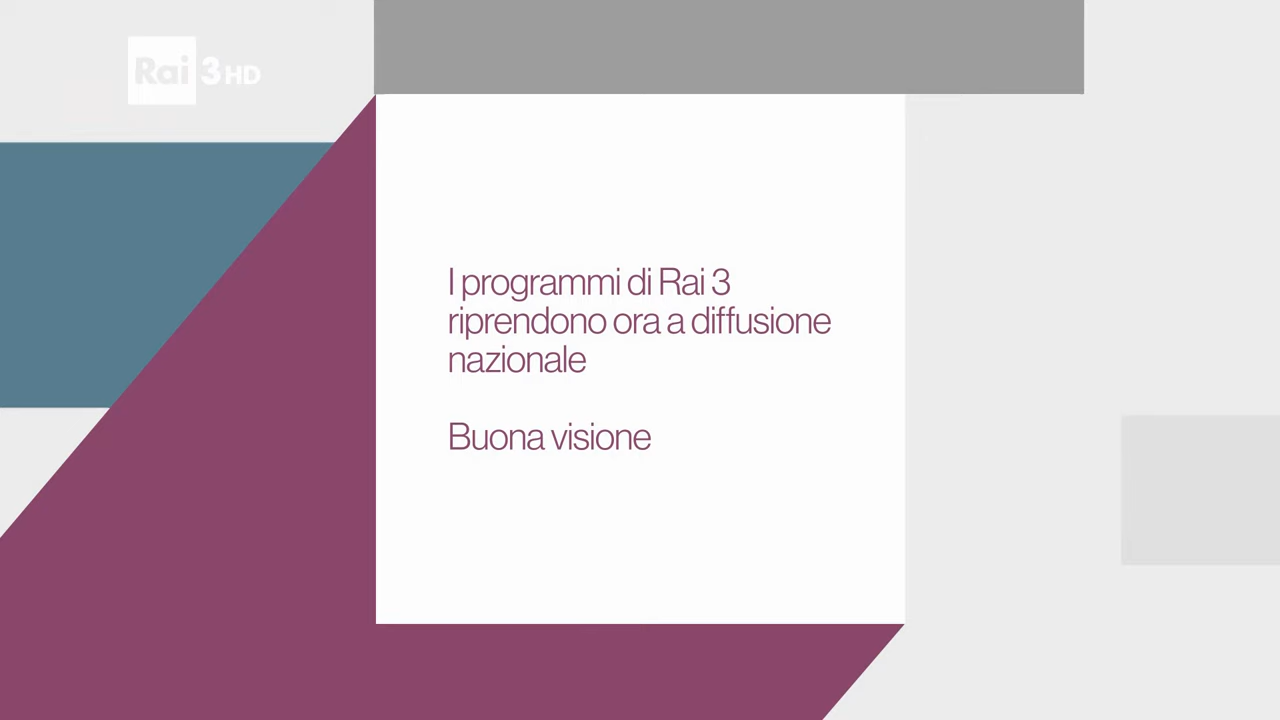 Rai 3 HD
I programmi di Rai 3
riprendono ora a diffusione
nazionale
Buona visione